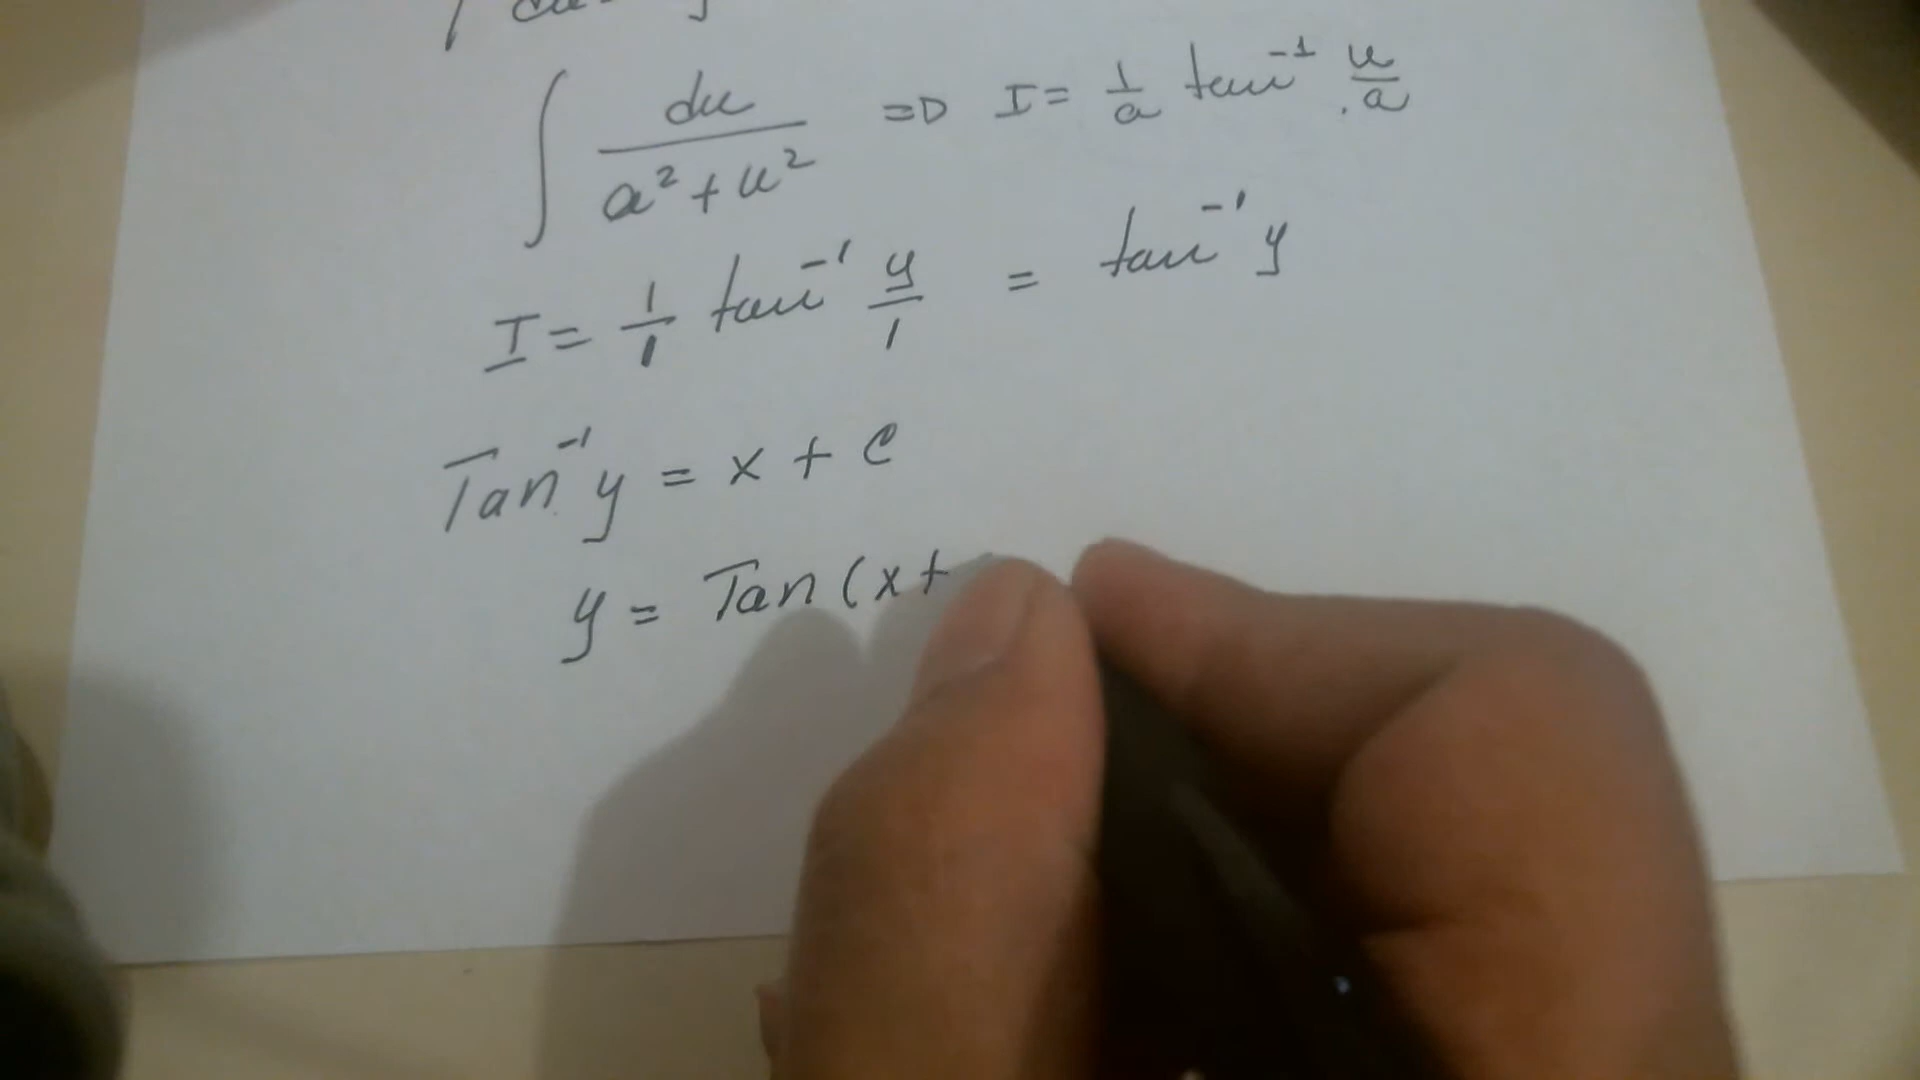 ∫ du / (a² + u²) => I = 1/a tan⁻¹ u/a
I = 1/1 tan⁻¹ y/1 = tan⁻¹ y
Tan⁻¹ y = x + c
y = Tan (x +